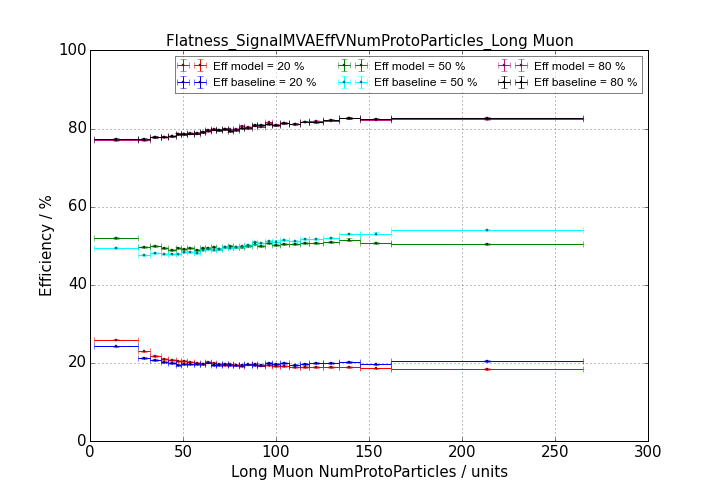 Flatness_SignalMVAEffVNumProtoParticles_Long Muon
Eff model = 20 % Eff model = 50 % Eff model = 80 %
Eff baseline = 20 % Eff baseline = 50 % Eff baseline = 80 %
100
80
60
40
20
0
Efficiency / %
0 50 100 150 200 250 300
Long Muon NumProtoParticles / units